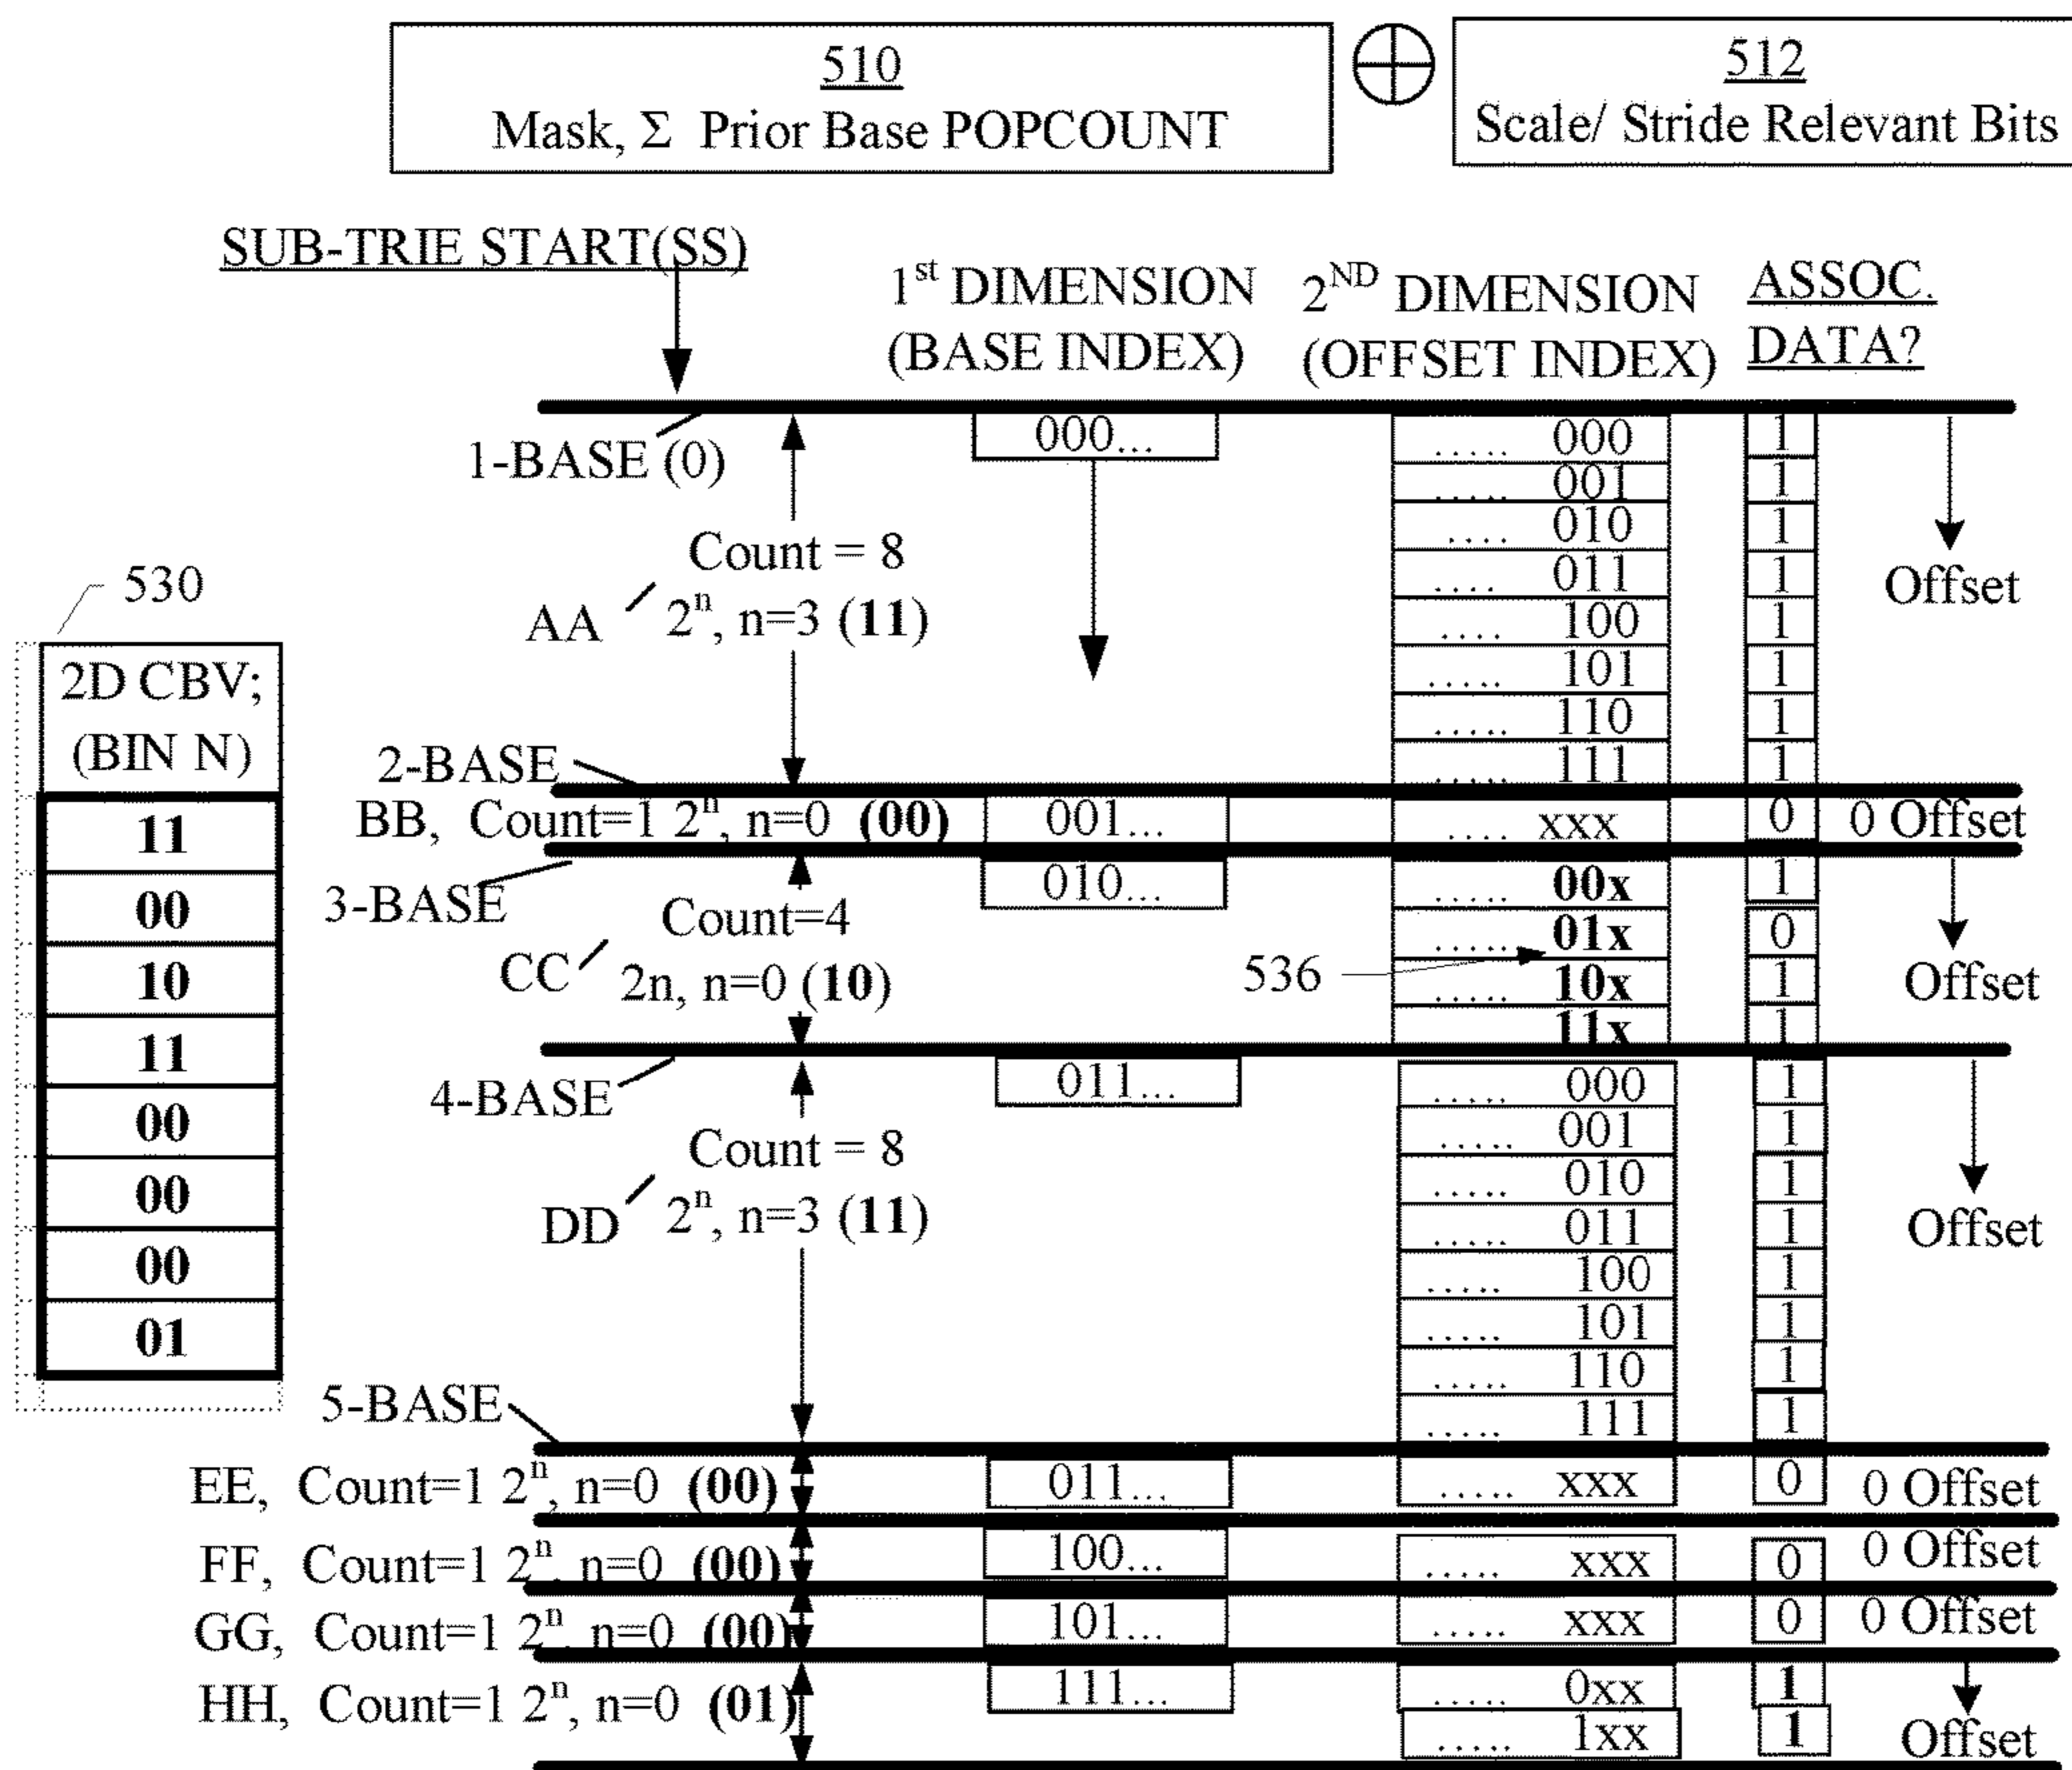 510
Mask, Σ Prior Base POPCOUNT
⊕
512
Scale/ Stride Relevant Bits
SUB-TRIE START(SS)
1st DIMENSION
(BASE INDEX)
2ND DIMENSION
(OFFSET INDEX)
ASSOC.
DATA?
1-BASE (0)
000...
..... 000 1
..... 001 1
.... 010 1
.... 011 1
.... 100 1
..... 101 1
..... 110 1
..... 111 1
Offset
Count = 8
AA 2n, n=3 (11)
530
2D CBV;
(BIN N)
11
00
10
11
00
00
00
01
2-BASE
BB, Count=1 2n, n=0 (00) 001... .... xxx 0 0 Offset
3-BASE
010...
..... 00x 1
..... 01x 0
..... 10x 1
11x 1
Offset
Count=4
CC 2n, n=0 (10)
536
4-BASE
011...
..... 000 1
..... 001 1
..... 010 1
..... 011 1
..... 100 1
..... 101 1
..... 110 1
..... 111 1
Offset
Count = 8
DD 2n, n=3 (11)
5-BASE
EE, Count=1 2n, n=0 (00) 011... ..... xxx 0 0 Offset
FF, Count=1 2n, n=0 (00) 100... ..... xxx 0 0 Offset
GG, Count=1 2n, n=0 (00) 101... ..... xxx 0 0 Offset
HH, Count=1 2n, n=0 (01) 111... ..... 0xx 1
..... 1xx 1 Offset